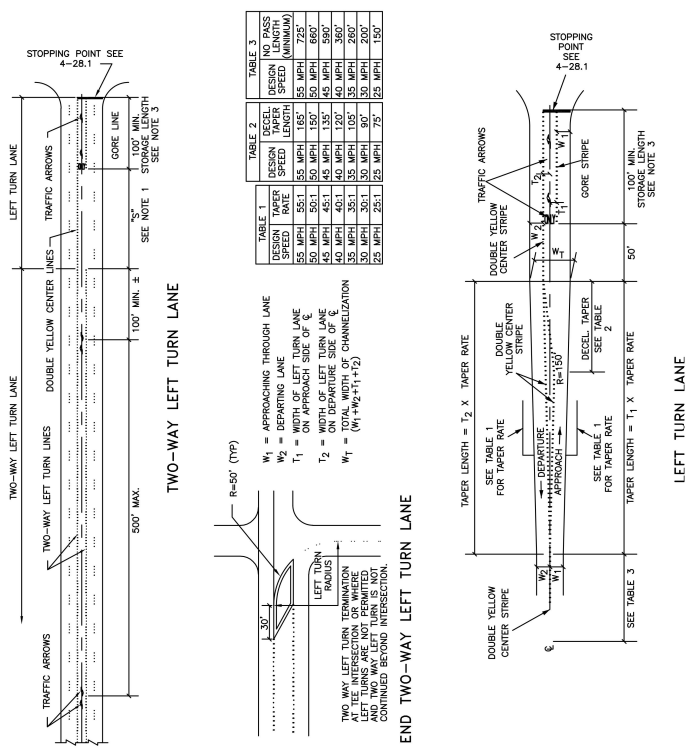 TWO-WAY LEFT TURN LANE
LEFT TURN LANE
STOPPING POINT SEE
4-28.1
TWO-WAY LEFT TURN LINES
DOUBLE YELLOW CENTER LINES
TRAFFIC ARROWS
TRAFFIC ARROWS
GORE LINE
500' MAX.
100' MIN. ±
"S"
SEE NOTE 1
100' MIN.
STORAGE LENGTH
SEE NOTE 3
TWO-WAY LEFT TURN LANE
30'
R=50' (TYP)
LEFT TURN
RADIUS
TWO WAY LEFT TURN TERMINATION
AT TEE INTERSECTION OR WHERE
LEFT TURNS ARE NOT PERMITTED
AND TWO WAY LEFT TURN IS NOT
CONTINUED BEYOND INTERSECTION.
END TWO-WAY LEFT TURN LANE
W1 = APPROACHING THROUGH LANE
W2 = DEPARTING LANE
T1 = WIDTH OF LEFT TURN LANE
ON APPROACH SIDE OF ℄
T2 = WIDTH OF LEFT TURN LANE
ON DEPARTURE SIDE OF ℄
WT = TOTAL WIDTH OF CHANNELIZATION
(W1+W2+T1+T2)
TABLE 1
DESIGN SPEED TAPER RATE
55 MPH 55:1
50 MPH 50:1
45 MPH 45:1
40 MPH 40:1
35 MPH 35:1
30 MPH 30:1
25 MPH 25:1
TABLE 2
DESIGN SPEED DECEL. TAPER LENGTH
55 MPH 165'
50 MPH 150'
45 MPH 135'
40 MPH 120'
35 MPH 105'
30 MPH 90'
25 MPH 75'
TABLE 3
DESIGN SPEED NO PASS LENGTH (MINIMUM)
55 MPH 725'
50 MPH 660'
45 MPH 590'
40 MPH 360'
35 MPH 260'
30 MPH 200'
25 MPH 150'
TAPER LENGTH = T2 X TAPER RATE
SEE TABLE 1
FOR TAPER RATE
DOUBLE YELLOW
CENTER STRIPE
W2
W1
DEPARTURE
APPROACH
DOUBLE YELLOW CENTER
STRIPE
R=150'
DOUBLE YELLOW
CENTER STRIPE
TRAFFIC ARROWS
STOPPING
POINT
SEE
4-28.1
W2
WT
T2
T1
W1
GORE STRIPE
DECEL. TAPER
SEE TABLE
2
SEE TABLE 1
FOR TAPER RATE
℄
SEE TABLE 3
TAPER LENGTH = T1 X TAPER RATE
50'
100' MIN.
STORAGE LENGTH
SEE NOTE 3
LEFT TURN LANE